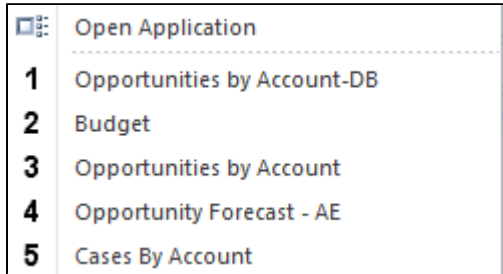 Open Application
1 Opportunities by Account-DB
2 Budget
3 Opportunities by Account
4 Opportunity Forecast - AE
5 Cases By Account